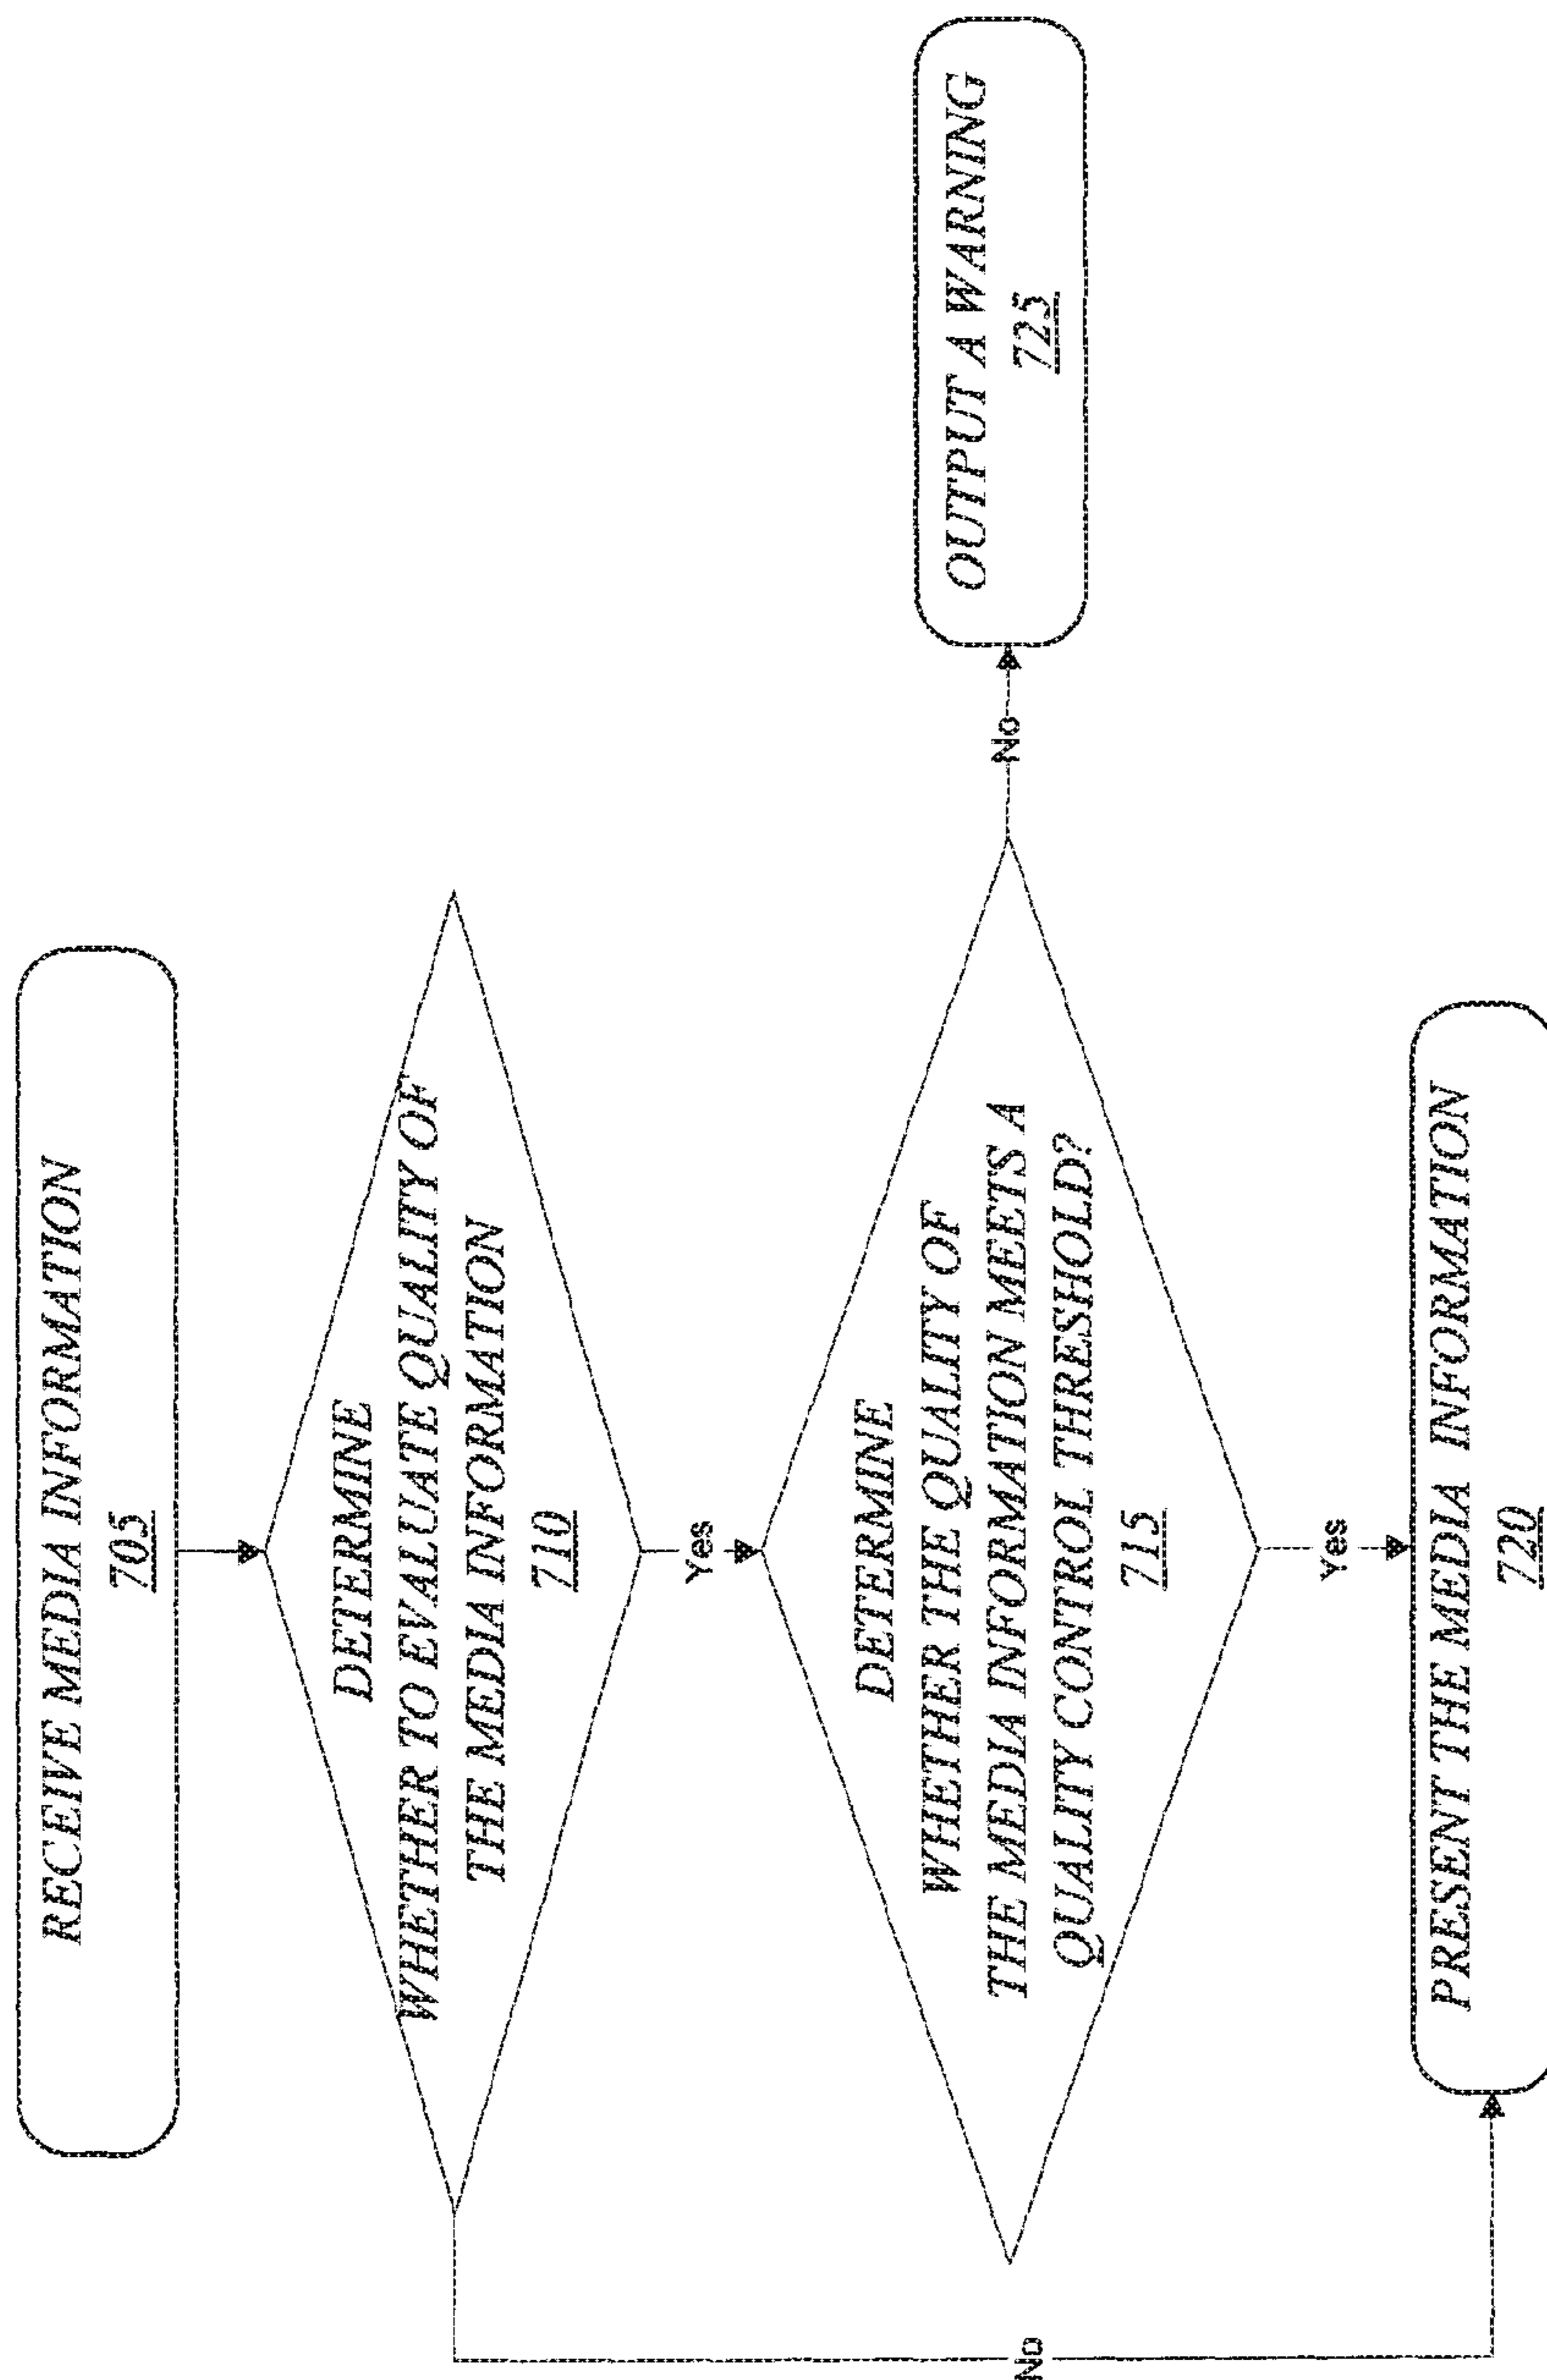 RECEIVE MEDIA INFORMATION
705
DETERMINE
WHETHER TO EVALUATE QUALITY OF
THE MEDIA INFORMATION
710
Yes
DETERMINE
WHETHER THE QUALITY OF
THE MEDIA INFORMATION MEETS A
QUALITY CONTROL THRESHOLD?
715
No
OUTPUT A WARNING
725
Yes
No
PRESENT THE MEDIA INFORMATION
720